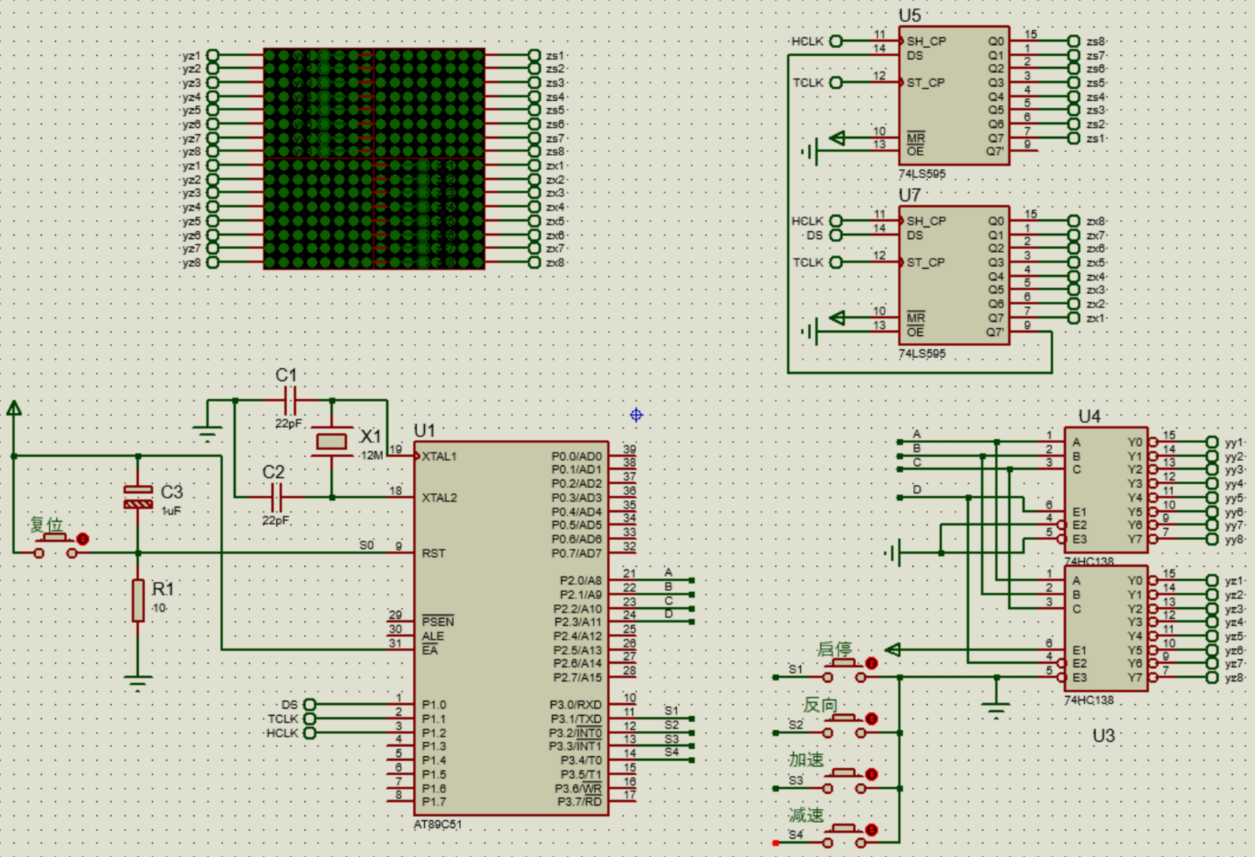 yz1 zs1
yz2 zs2
yz3 zs3
yz4 zs4
yz5 zs5
yz6 zs6
yz7 zs7
yz8 zs8
yz1 zx1
yz2 zx2
yz3 zx3
yz4 zx4
yz5 zx5
yz6 zx6
yz7 zx7
yz8 zx8
U5
HCLK 11 SH_CP Q0 15 zs8
14 DS Q1 1 zs7
Q2 2 zs6
TCLK 12 ST_CP Q3 3 zs5
Q4 4 zs4
Q5 5 zs3
Q6 6 zs2
10 MR Q7 7 zs1
13 OE Q7' 9
74LS595
U7
HCLK 11 SH_CP Q0 15 zx8
DS 14 DS Q1 1 zx7
Q2 2 zx6
TCLK 12 ST_CP Q3 3 zx5
Q4 4 zx4
Q5 5 zx3
Q6 6 zx2
10 MR Q7 7 zx1
13 OE Q7' 9
74LS595
C1
22pF
X1
12M
C2
22pF
C3
1uF
复位
R1
10
S0
U1
19 XTAL1
18 XTAL2
9 RST
29 PSEN
30 ALE
31 EA
DS 1 P1.0
TCLK 2 P1.1
HCLK 3 P1.2
4 P1.3
5 P1.4
6 P1.5
7 P1.6
8 P1.7
P0.0/AD0 39
P0.1/AD1 38
P0.2/AD2 37
P0.3/AD3 36
P0.4/AD4 35
P0.5/AD5 34
P0.6/AD6 33
P0.7/AD7 32
P2.0/A8 21 A
P2.1/A9 22 B
P2.2/A10 23 C
P2.3/A11 24 D
P2.4/A12 25
P2.5/A13 26
P2.6/A14 27
P2.7/A15 28
P3.0/RXD 10
P3.1/TXD 11 S1
P3.2/INT0 12 S2
P3.3/INT1 13 S3
P3.4/T0 14 S4
P3.5/T1 15
P3.6/WR 16
P3.7/RD 17
AT89C51
U4
A 1 A Y0 15 yy1
B 2 B Y1 14 yy2
C 3 C Y2 13 yy3
Y3 12 yy4
D Y4 11 yy5
6 E1 Y5 10 yy6
4 E2 Y6 9 yy7
5 E3 Y7 7 yy8
74HC138
1 A Y0 15 yz1
2 B Y1 14 yz2
3 C Y2 13 yz3
Y3 12 yz4
Y4 11 yz5
6 E1 Y5 10 yz6
4 E2 Y6 9 yz7
5 E3 Y7 7 yz8
74HC138
U3
启停
S1
反向
S2
加速
S3
减速
S4